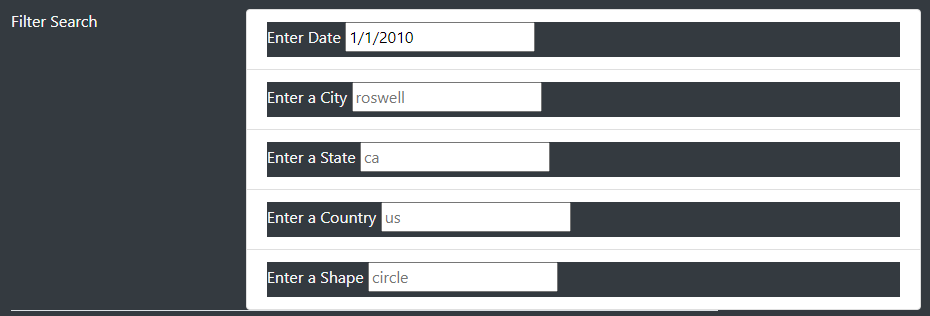 Filter Search
Enter Date 1/1/2010
Enter a City roswell
Enter a State ca
Enter a Country us
Enter a Shape circle